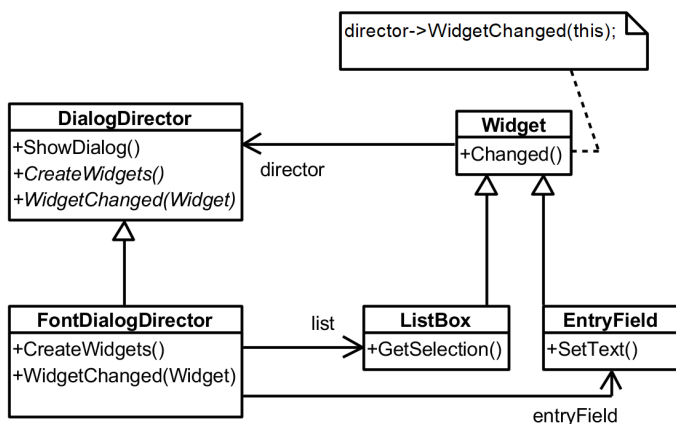 director->WidgetChanged(this);
DialogDirector
+ShowDialog()
+CreateWidgets()
+WidgetChanged(Widget)
director
Widget
+Changed()
FontDialogDirector
+CreateWidgets()
+WidgetChanged(Widget)
list
ListBox
+GetSelection()
EntryField
+SetText()
entryField